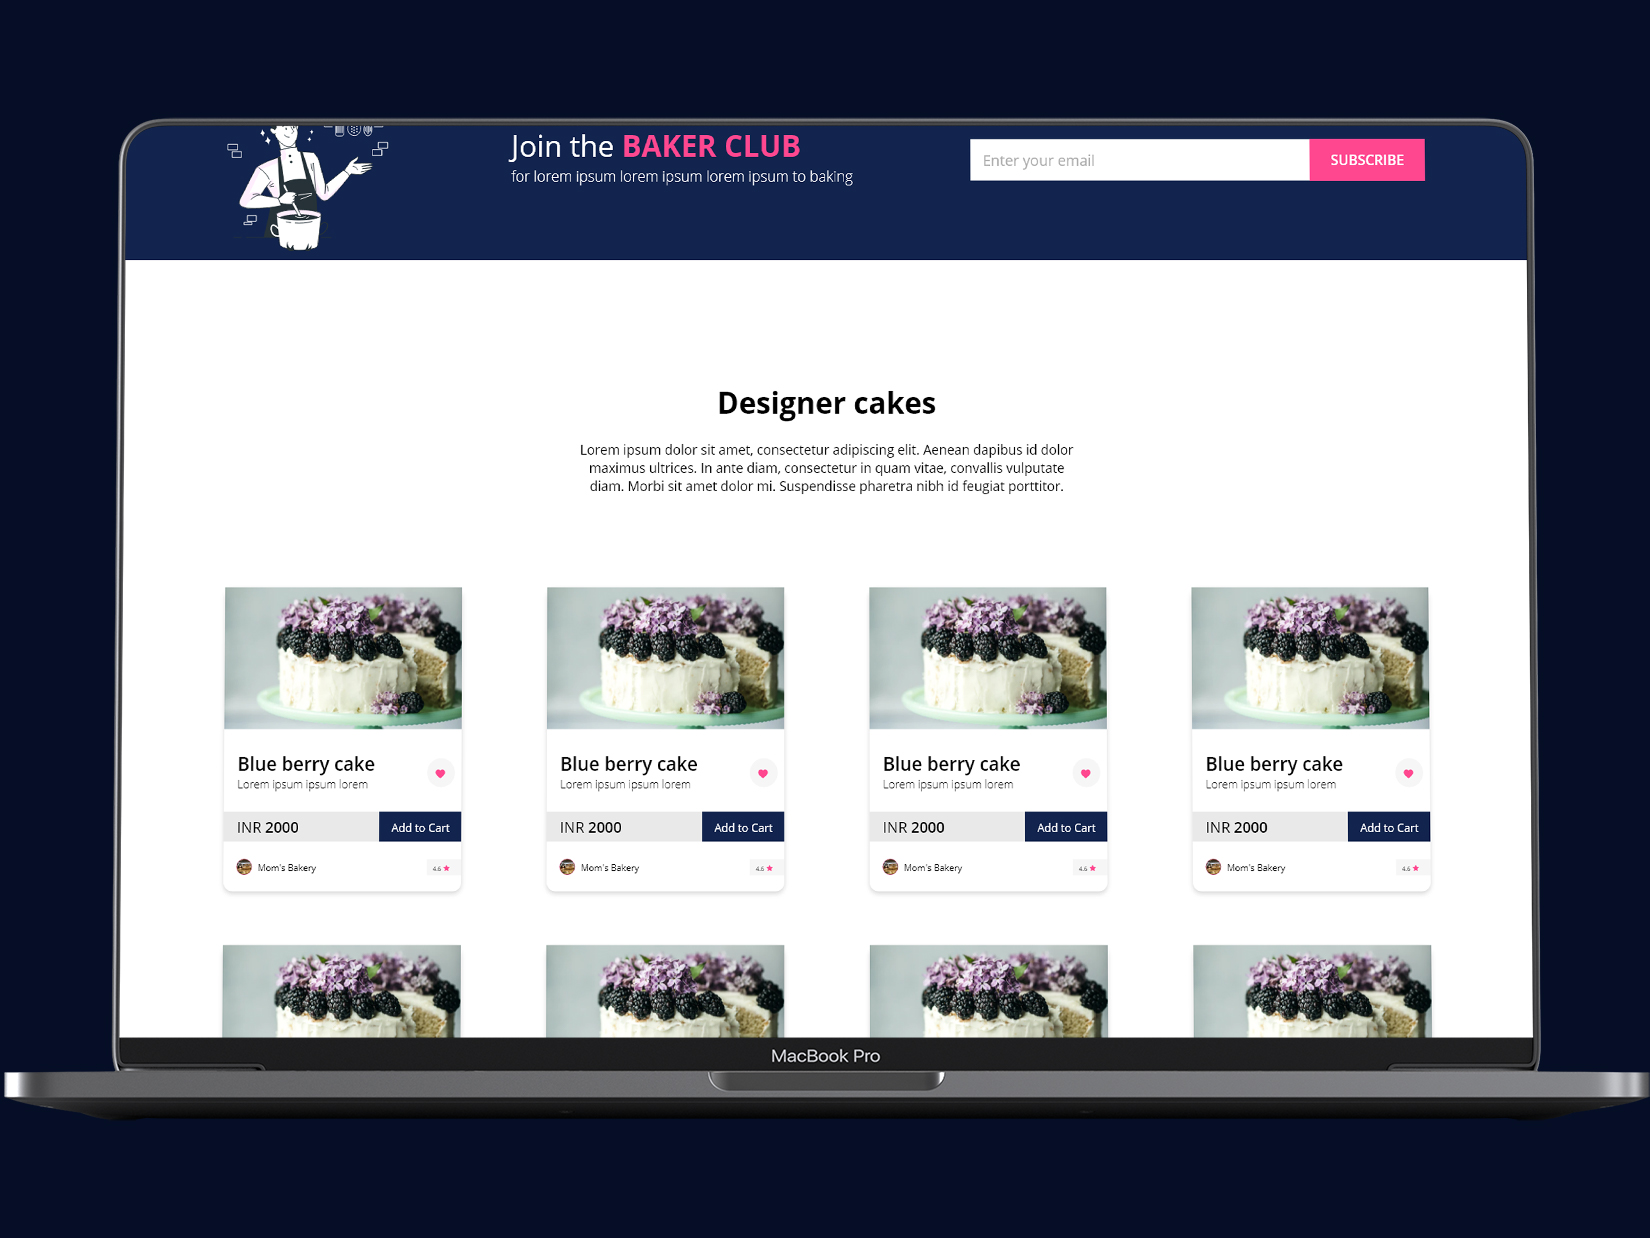 Join the BAKER CLUB
for lorem ipsum lorem ipsum lorem ipsum to baking
Enter your email
SUBSCRIBE
Designer cakes
Lorem ipsum dolor sit amet, consectetur adipiscing elit. Aenean dapibus id dolor
maximus ultrices. In ante diam, consectetur in quam vitae, convallis vulputate
diam. Morbi sit amet dolor mi. Suspendisse pharetra nibh id feugiat porttitor.
Blue berry cake
Lorem ipsum ipsum lorem
INR 2000
Add to Cart
Mom's Bakery
4.6
Blue berry cake
Lorem ipsum ipsum lorem
INR 2000
Add to Cart
Mom's Bakery
4.6
Blue berry cake
Lorem ipsum ipsum lorem
INR 2000
Add to Cart
Mom's Bakery
4.6
Blue berry cake
Lorem ipsum ipsum lorem
INR 2000
Add to Cart
Mom's Bakery
4.6
MacBook Pro